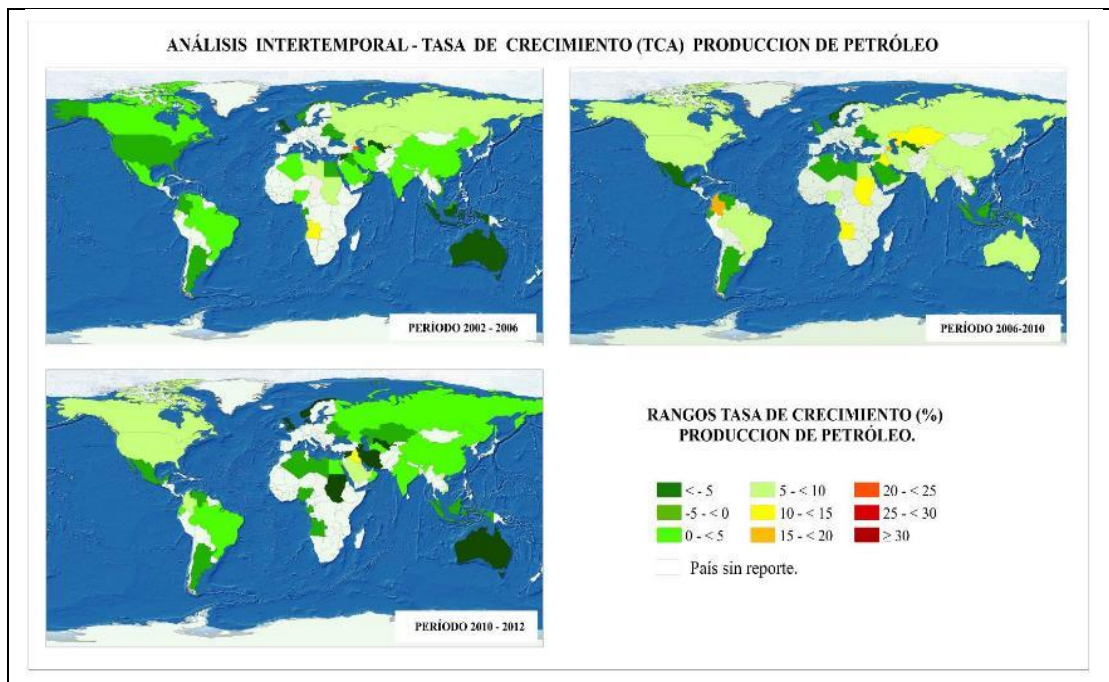 ANÁLISIS INTERTEMPORAL - TASA DE CRECIMIENTO (TCA) PRODUCCION DE PETRÓLEO
PERÍODO 2002 - 2006
PERÍODO 2006-2010
PERÍODO 2010 - 2012
RANGOS TASA DE CRECIMIENTO (%)
PRODUCCION DE PETRÓLEO.
< - 5
5 - < 10
20 - < 25
-5 - < 0
10 - < 15
25 - < 30
0 - < 5
15 - < 20
≥ 30
País sin reporte.